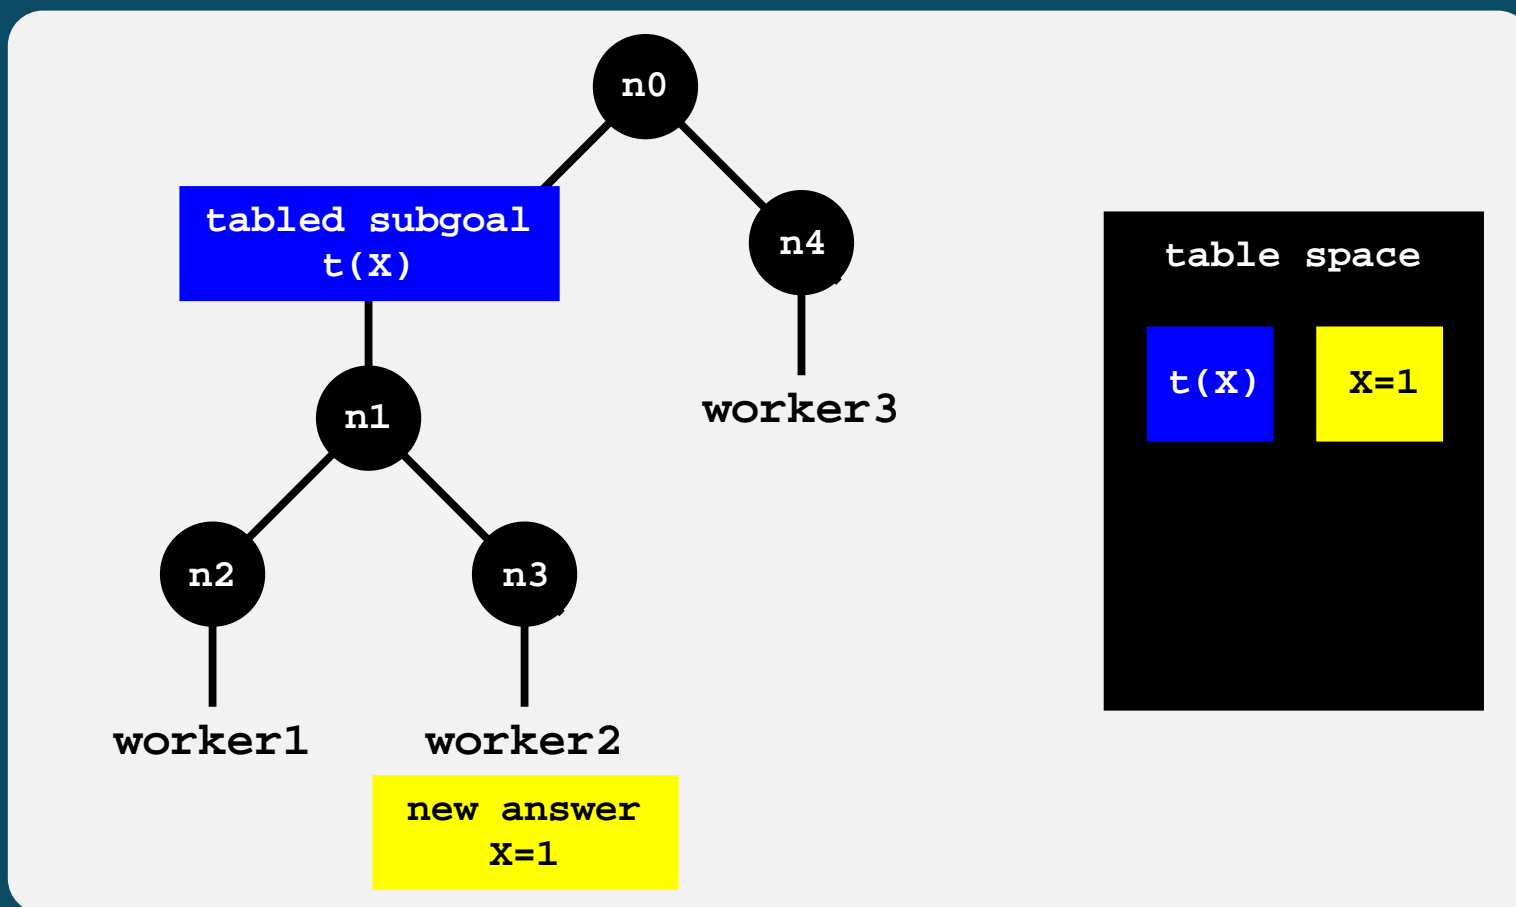 n0
tabled subgoal
t(X)
n4
table space
t(X)
X=1
n1
worker3
n2
n3
worker1
worker2
new answer
X=1